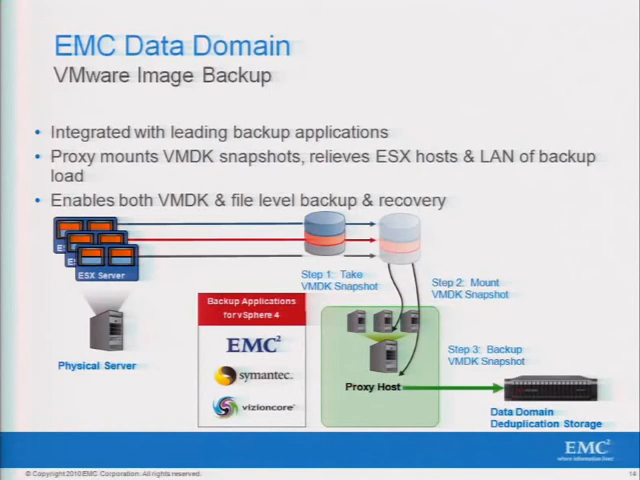 EMC Data Domain
VMware Image Backup
• Integrated with leading backup applications
• Proxy mounts VMDK snapshots, relieves ESX hosts & LAN of backup
load
• Enables both VMDK & file level backup & recovery
ESX Server
Physical Server
Step 1: Take
VMDK Snapshot
Step 2: Mount
VMDK Snapshot
Backup Applications
for vSphere 4
EMC²
symantec.
vizioncore
Proxy Host
Step 3: Backup
VMDK Snapshot
Data Domain
Deduplication Storage
EMC²
where information lives
© Copyright 2010 EMC Corporation. All rights reserved.
14